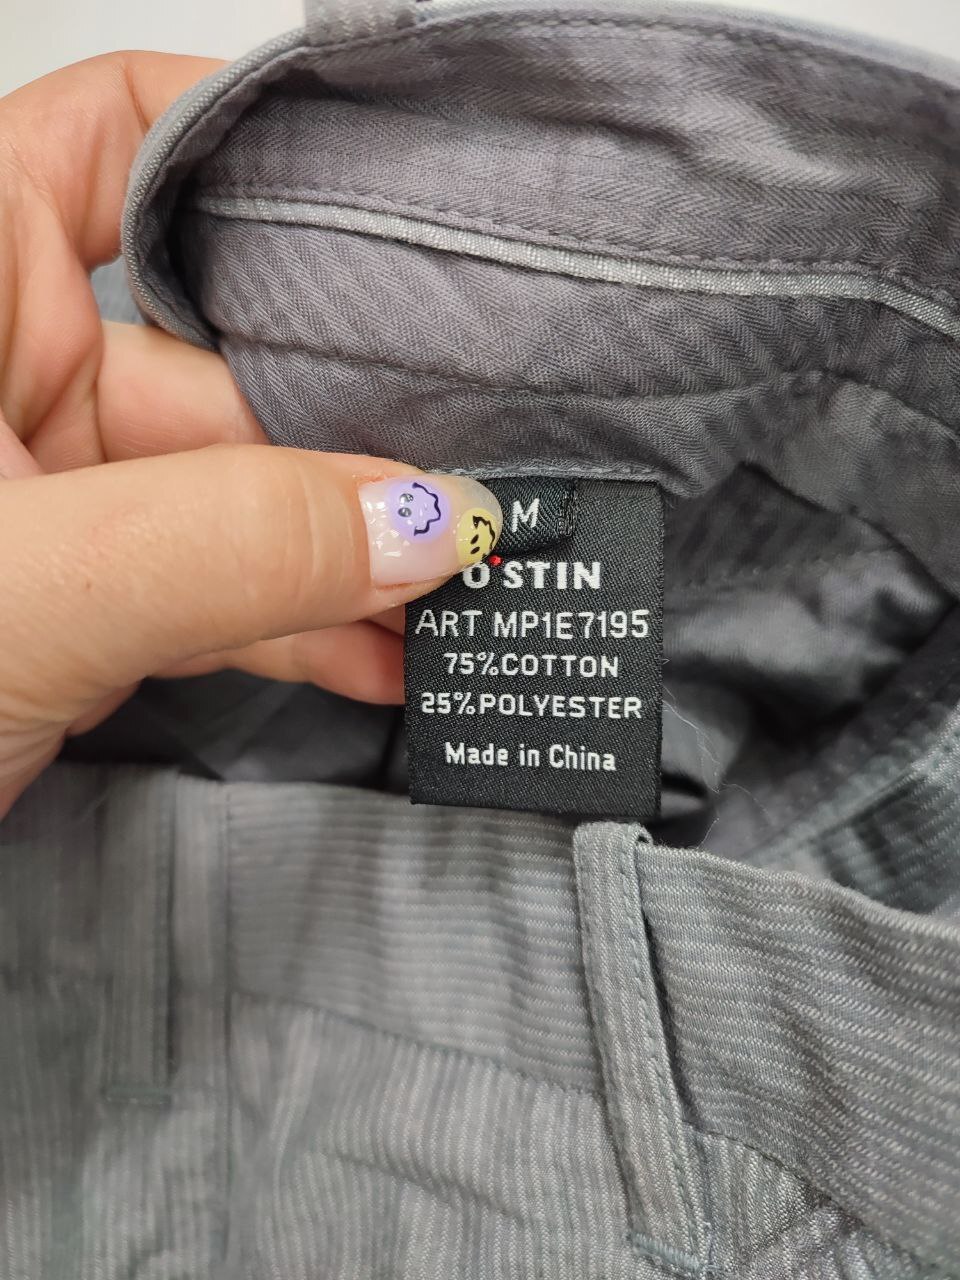 M
O'STIN
ART MP1E7195
75%COTTON
25%POLYESTER
Made in China